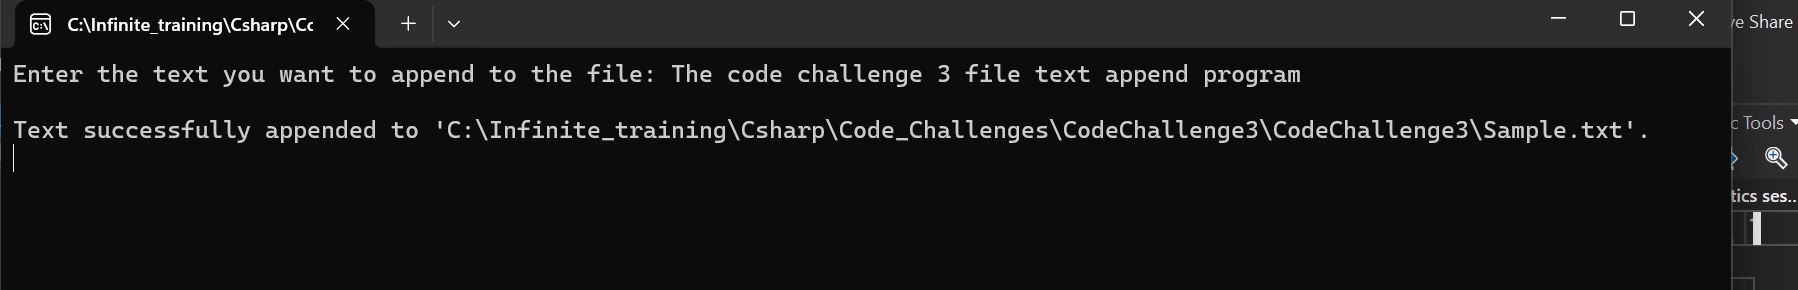 C:\Infinite_training\Csharp\Cc
Share
Enter the text you want to append to the file: The code challenge 3 file text append program
Text successfully appended to 'C:\Infinite_training\Csharp\Code_Challenges\CodeChallenge3\CodeChallenge3\Sample.txt'.
Tools
ses..